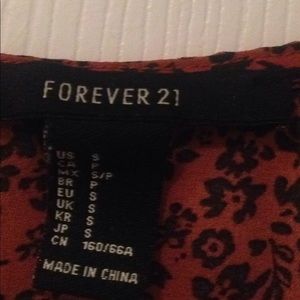 FOREVER 21
US S
CA P
MX S/P
BR P
EU S
UK S
KR S
JP S
CN 160/66A
MADE IN CHINA